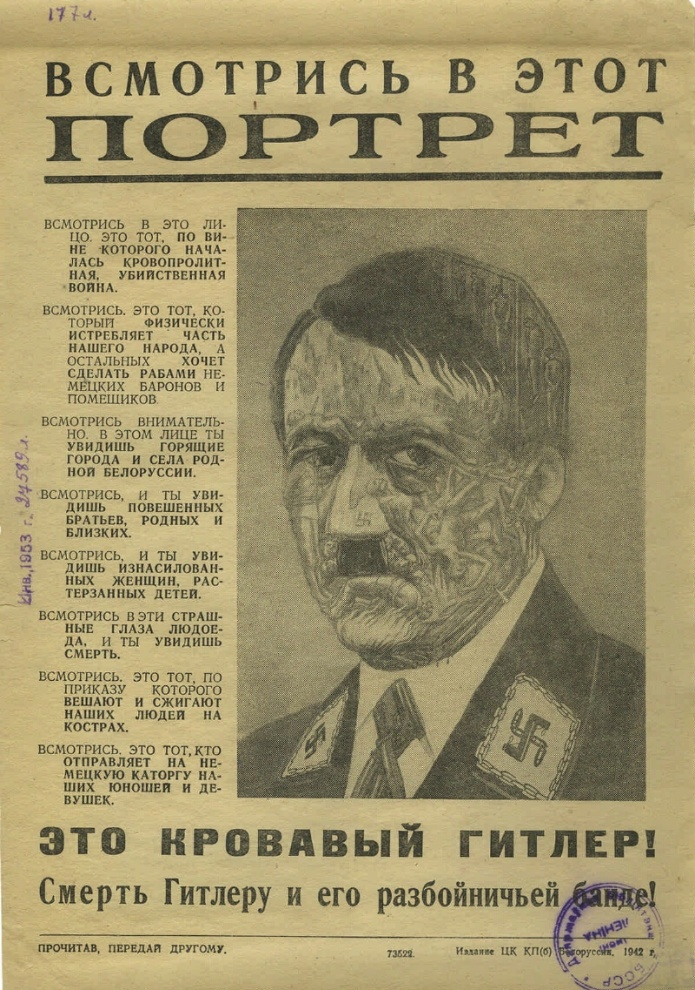 177 л.
ВСМОТРИСЬ В ЭТОТ
ПОРТРЕТ
ВСМОТРИСЬ В ЭТО ЛИ-
ЦО. ЭТО ТОТ, ПО ВИ-
НЕ КОТОРОГО НАЧА-
ЛАСЬ КРОВОПРОЛИТ-
НАЯ, УБИЙСТВЕННАЯ
ВОЙНА.
ВСМОТРИСЬ. ЭТО ТОТ, КО-
ТОРЫЙ ФИЗИЧЕСКИ
ИСТРЕБЛЯЕТ ЧАСТЬ
НАШЕГО НАРОДА, А
ОСТАЛЬНЫХ ХОЧЕТ
СДЕЛАТЬ РАБАМИ НЕ-
МЕЦКИХ БАРОНОВ И
ПОМЕЩИКОВ
ВСМОТРИСЬ ВНИМАТЕЛЬ-
НО. В ЭТОМ ЛИЦЕ ТЫ
УВИДИШЬ ГОРЯЩИЕ
ГОРОДА И СЕЛА РОД-
НОЙ БЕЛОРУССИИ.
ВСМОТРИСЬ, И ТЫ УВИ-
ДИШЬ ПОВЕШЕННЫХ
БРАТЬЕВ, РОДНЫХ И
БЛИЗКИХ.
ВСМОТРИСЬ, И ТЫ УВИ-
ДИШЬ ИЗНАСИЛОВАН-
НЫХ ЖЕНЩИН, РАС-
ТЕРЗАННЫХ ДЕТЕЙ.
ВСМОТРИСЬ В ЭТИ СТРАШ-
НЫЕ ГЛАЗА ЛЮДОЕ-
ДА, И ТЫ УВИДИШЬ
СМЕРТЬ.
ВСМОТРИСЬ. ЭТО ТОТ, ПО
ПРИКАЗУ КОТОРОГО
ВЕШАЮТ И СЖИГАЮТ
НАШИХ ЛЮДЕЙ НА
КОСТРАХ.
ВСМОТРИСЬ. ЭТО ТОТ, КТО
ОТПРАВЛЯЕТ НА НЕ-
МЕЦКУЮ КАТОРГУ НА-
ШИХ ЮНОШЕЙ И ДЕ-
ВУШЕК.
Инв. 1953 г. 24589 л.
ЭТО КРОВАВЫЙ ГИТЛЕР!
Смерть Гитлеру и его разбойничьей банде!
ПРОЧИТАВ, ПЕРЕДАЙ ДРУГОМУ.
73522.
Издание ЦК КП(б) Белоруссии, 1942 г.
ЛЕНІНА
БССР